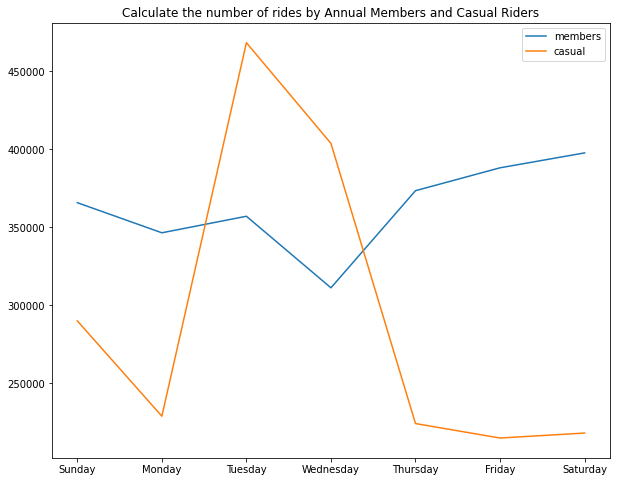 Calculate the number of rides by Annual Members and Casual Riders
members
casual
450000
400000
350000
300000
250000
Sunday Monday Tuesday Wednesday Thursday Friday Saturday